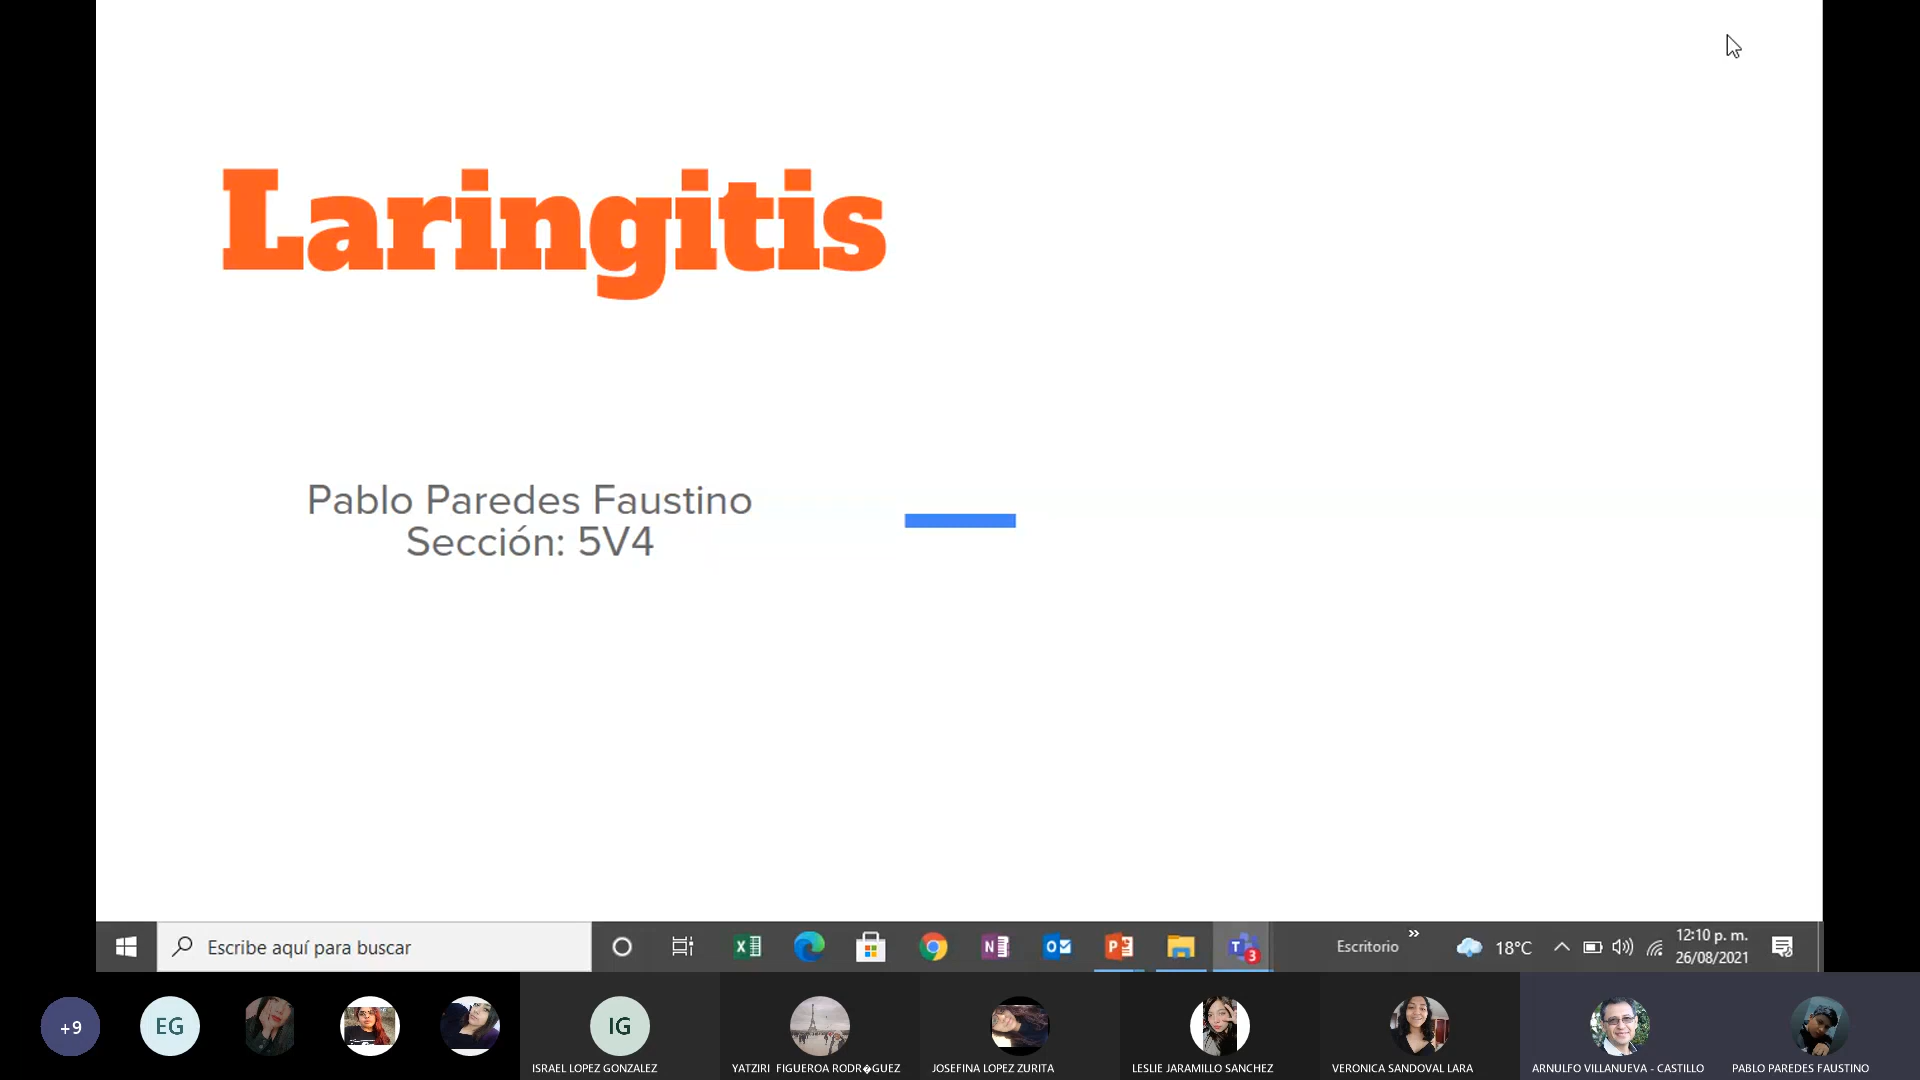 Laringitis
Pablo Paredes Faustino
Sección: 5V4
Escribe aquí para buscar
Escritorio
»
18°C
12:10 p. m.
26/08/2021
3
+9
EG
IG
ISRAEL LOPEZ GONZALEZ
YATZIRI FIGUEROA RODR�GUEZ
JOSEFINA LOPEZ ZURITA
LESLIE JARAMILLO SANCHEZ
VERONICA SANDOVAL LARA
ARNULFO VILLANUEVA - CASTILLO
PABLO PAREDES FAUSTINO